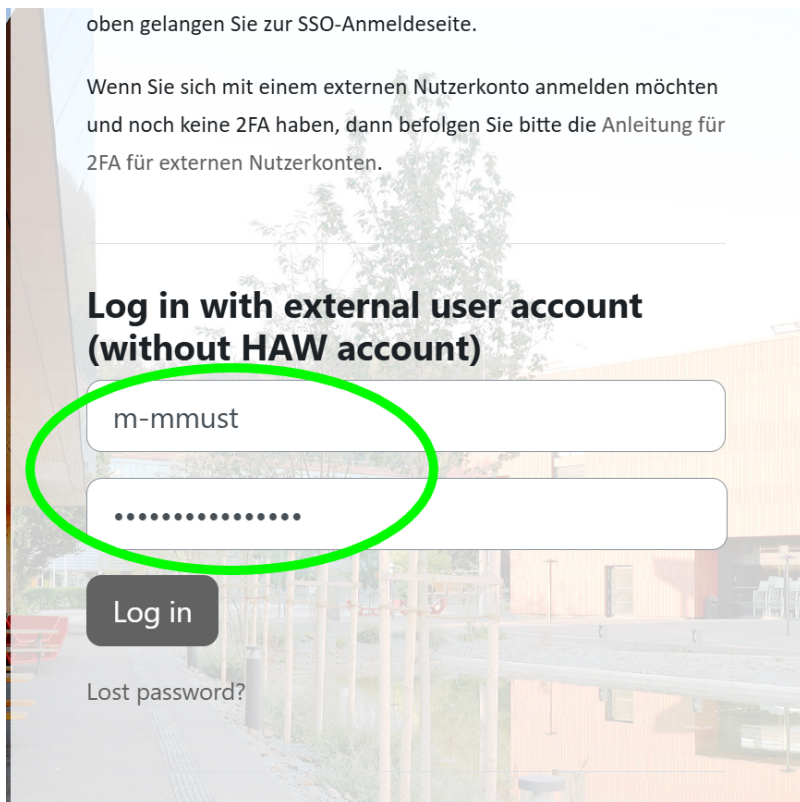 oben gelangen Sie zur SSO-Anmeldeseite.
Wenn Sie sich mit einem externen Nutzerkonto anmelden möchten
und noch keine 2FA haben, dann befolgen Sie bitte die Anleitung für
2FA für externen Nutzerkonten.
Log in with external user account
(without HAW account)
m-mmust
••••••••••••••••
Log in
Lost password?